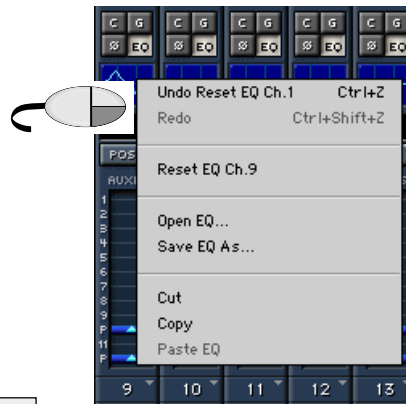 C G C G C G C G C G
Ø EQ Ø EQ Ø EQ Ø EQ Ø EQ
Undo Reset EQ Ch.1 Ctrl+Z
Redo Ctrl+Shift+Z
POS
Reset EQ Ch.9
AUX
1
2
3
4
Open EQ...
5
Save EQ As...
6
7
8
Cut
9
Copy
P
11
Paste EQ
P
9 10 11 12 13